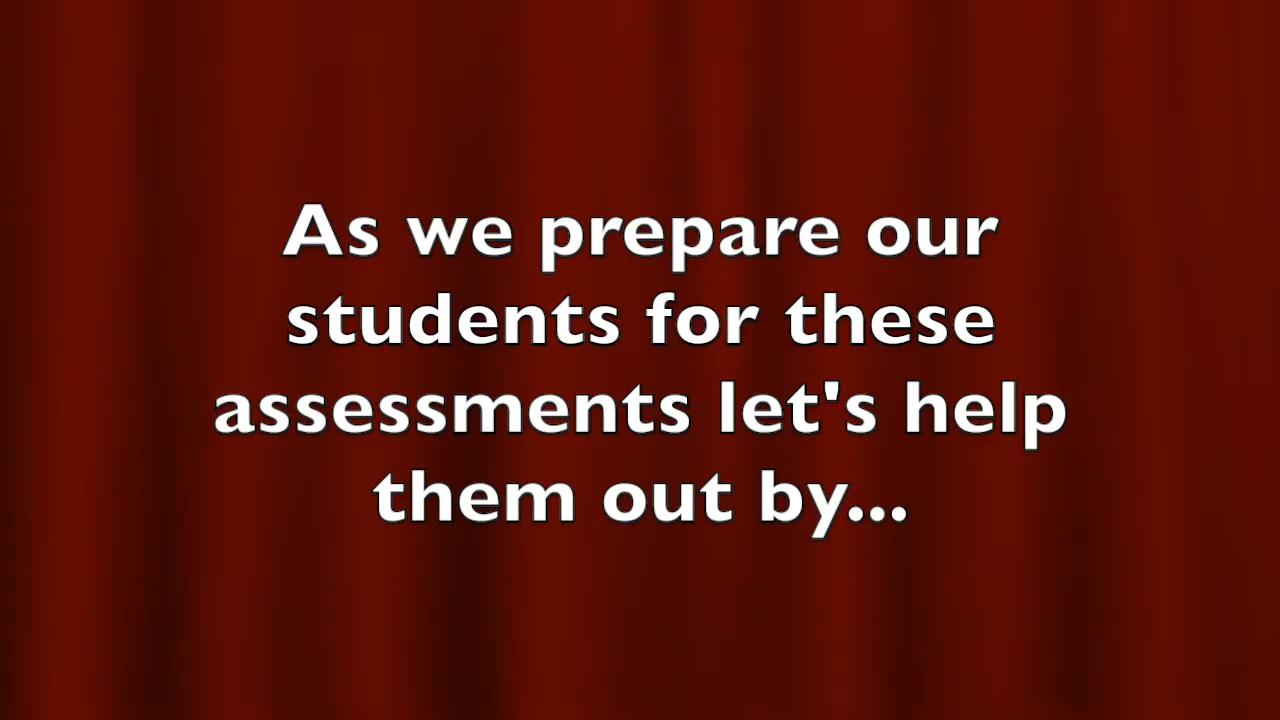 As we prepare our
students for these
assessments let's help
them out by...